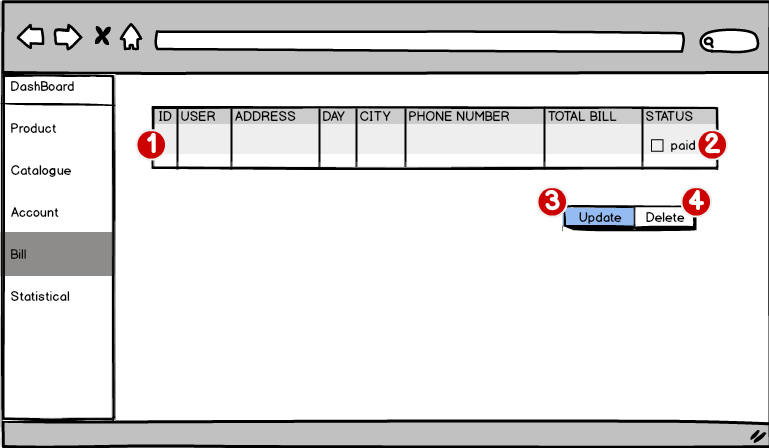 DashBoard
Product
Catalogue
Account
Bill
Statistical
ID USER ADDRESS DAY CITY PHONE NUMBER TOTAL BILL STATUS
1 paid 2
3 Update Delete 4